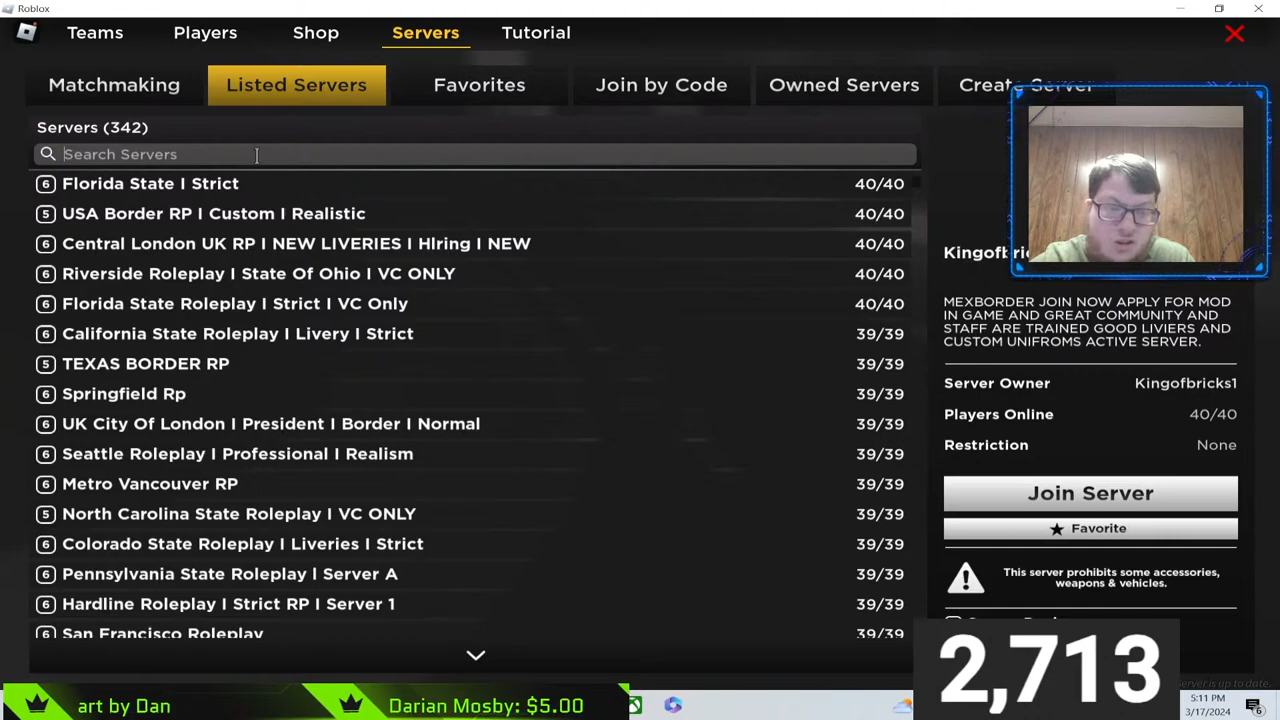 Roblox
Teams Players Shop Servers Tutorial
Matchmaking Listed Servers Favorites Join by Code Owned Servers Create Server
Servers (342)
Search Servers
6 Florida State I Strict 40/40
5 USA Border RP I Custom I Realistic 40/40
6 Central London UK RP I NEW LIVERIES I HIring I NEW 40/40
6 Riverside Roleplay I State Of Ohio I VC ONLY 40/40
6 Florida State Roleplay I Strict I VC Only 40/40
6 California State Roleplay I Livery I Strict 39/39
5 TEXAS BORDER RP 39/39
6 Springfield Rp 39/39
6 UK City Of London I President I Border I Normal 39/39
6 Seattle Roleplay I Professional I Realism 39/39
6 Metro Vancouver RP 39/39
5 North Carolina State Roleplay I VC ONLY 39/39
6 Colorado State Roleplay I Liveries I Strict 39/39
6 Pennsylvania State Roleplay l Server A 39/39
6 Hardline Roleplay I Strict RP I Server 1 39/39
6 San Francisco Roleplay 39/39
MEXBORDER JOIN NOW APPLY FOR MOD
IN GAME AND GREAT COMMUNITY AND
STAFF ARE TRAINED GOOD LIVIERS AND
CUSTOM UNIFROMS ACTIVE SERVER.
Server Owner Kingofbricks1
Players Online 40/40
Restriction None
Join Server
Favorite
This server prohibits some accessories,
weapons & vehicles.
2,713
Server is up to date.
art by Dan Darian Mosby: $5.00
5:11 PM
3/17/2024
6